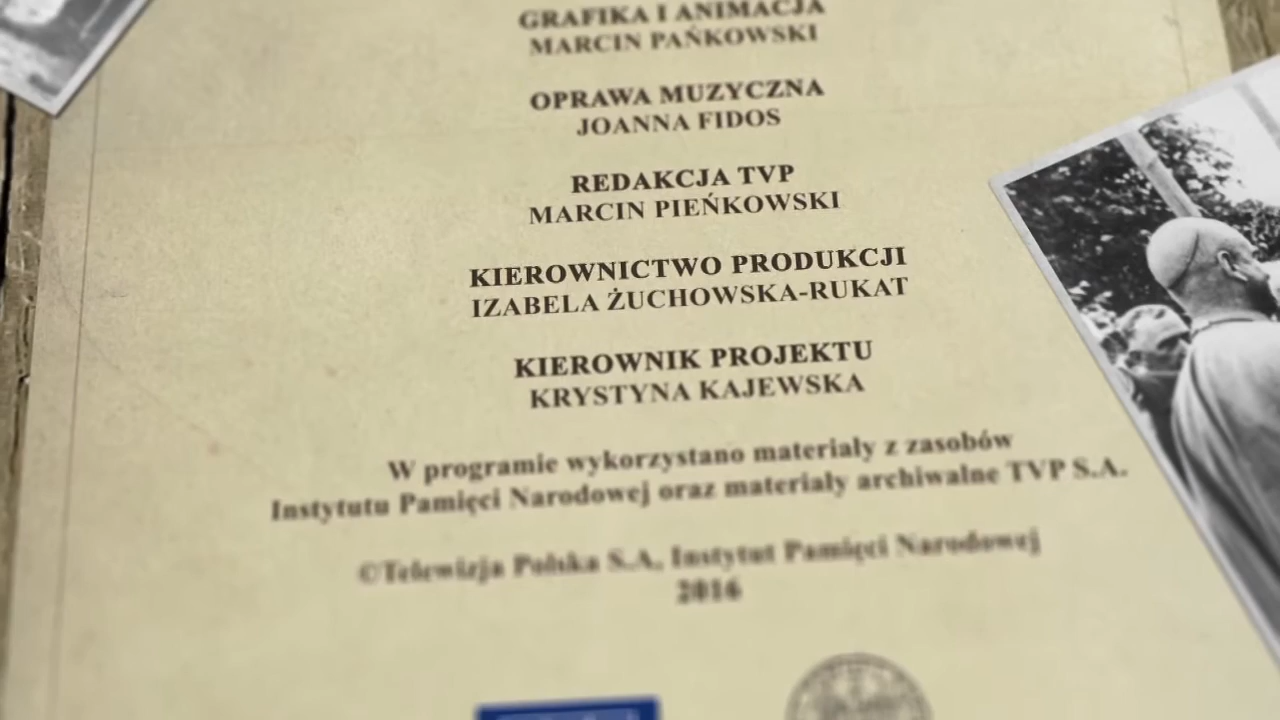 GRAFIKA I ANIMACJA
MARCIN PAŃKOWSKI
OPRAWA MUZYCZNA
JOANNA FIDOS
REDAKCJA TVP
MARCIN PIEŃKOWSKI
KIEROWNICTWO PRODUKCJI
IZABELA ŻUCHOWSKA-RUKAT
KIEROWNIK PROJEKTU
KRYSTYNA KAJEWSKA
W programie wykorzystano materiały z zasobów
Instytutu Pamięci Narodowej oraz materiały archiwalne TVP S.A.
©Telewizja Polska S.A. Instytut Pamięci Narodowej
2016